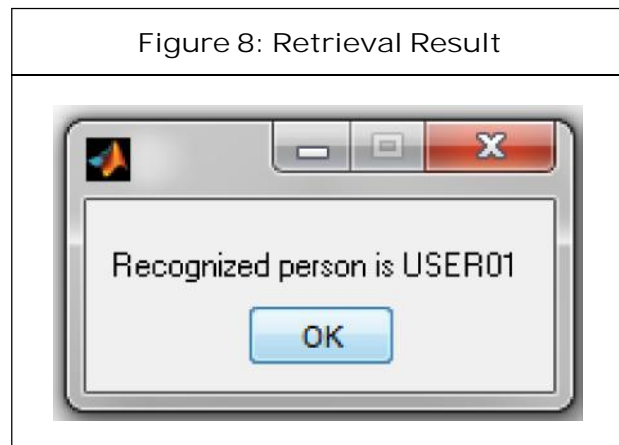 Figure 8: Retrieval Result
Recognized person is USER01
OK